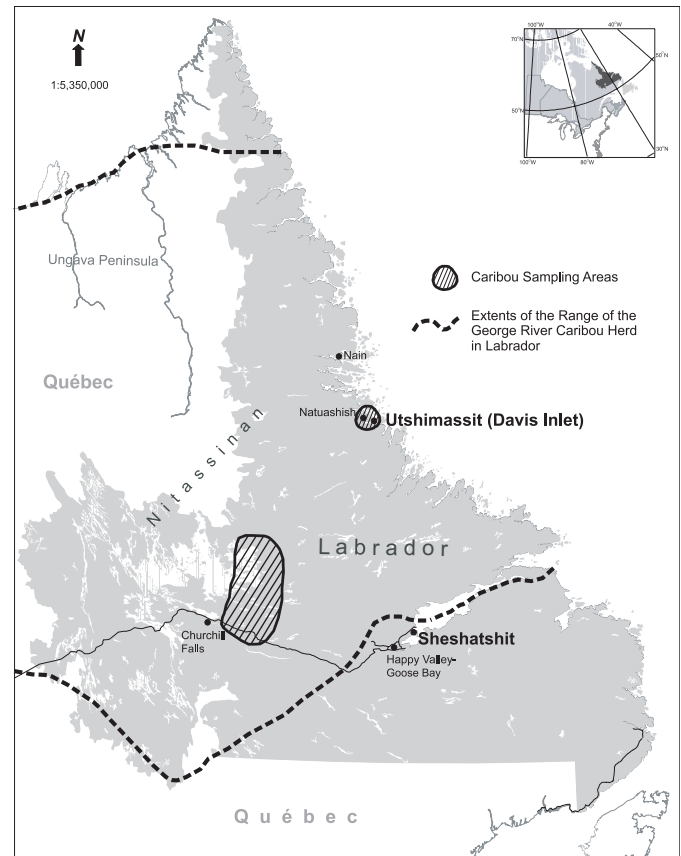 N
1:5,350,000
100°W
40°W
70°N
50°N
50°N
30°N
100°W
80°W
Ungava Peninsula
Caribou Sampling Areas
Extents of the Range of the
George River Caribou Herd
in Labrador
Nain
Québec
Natuashish
Utshimassit (Davis Inlet)
Nitassinan
Labrador
Churchill
Falls
Sheshatshit
Happy Valley-
Goose Bay
Québec